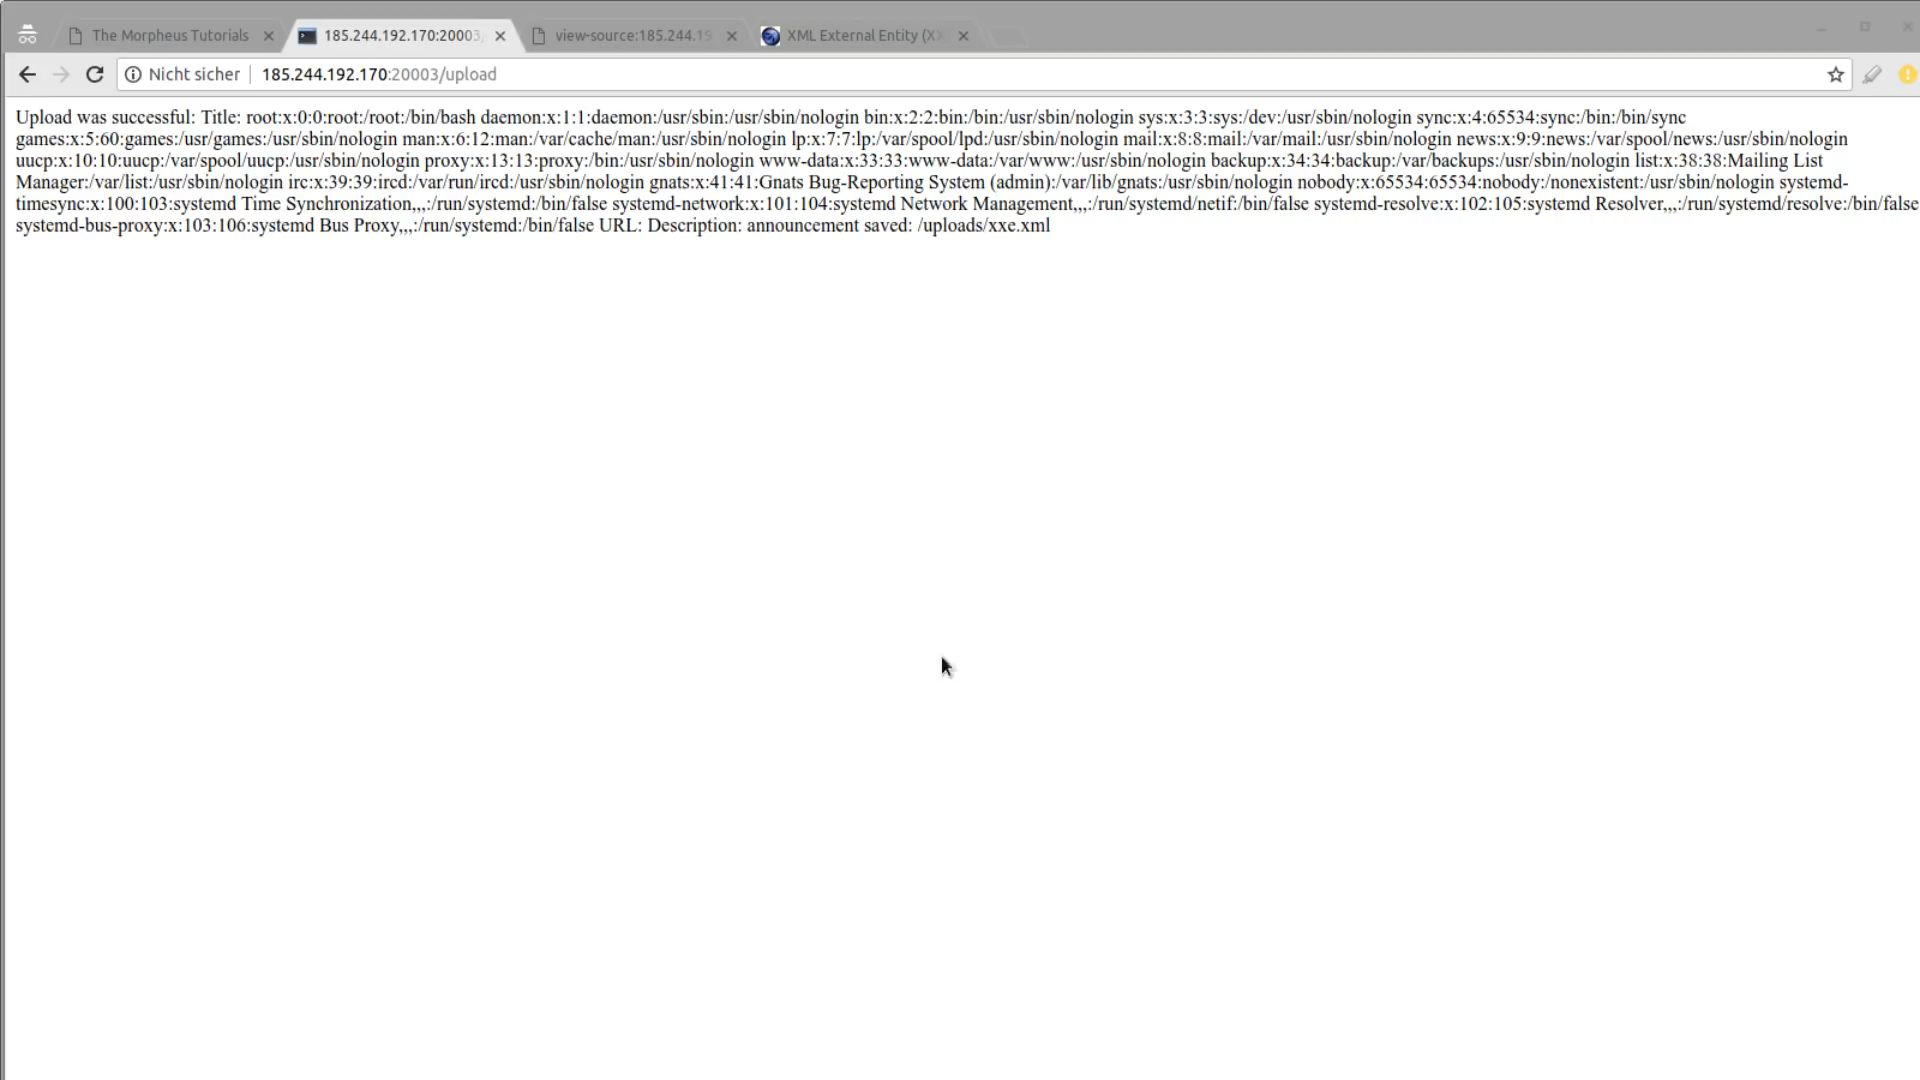 The Morpheus Tutorials
185.244.192.170:20003
view-source:185.244.19
XML External Entity (XX
Nicht sicher
185.244.192.170:20003/upload
Upload was successful: Title: root:x:0:0:root:/root:/bin/bash daemon:x:1:1:daemon:/usr/sbin:/usr/sbin/nologin bin:x:2:2:bin:/bin:/usr/sbin/nologin sys:x:3:3:sys:/dev:/usr/sbin/nologin sync:x:4:65534:sync:/bin:/bin/sync
games:x:5:60:games:/usr/games:/usr/sbin/nologin man:x:6:12:man:/var/cache/man:/usr/sbin/nologin lp:x:7:7:lp:/var/spool/lpd:/usr/sbin/nologin mail:x:8:8:mail:/var/mail:/usr/sbin/nologin news:x:9:9:news:/var/spool/news:/usr/sbin/nologin
uucp:x:10:10:uucp:/var/spool/uucp:/usr/sbin/nologin proxy:x:13:13:proxy:/bin:/usr/sbin/nologin www-data:x:33:33:www-data:/var/www:/usr/sbin/nologin backup:x:34:34:backup:/var/backups:/usr/sbin/nologin list:x:38:38:Mailing List
Manager:/var/list:/usr/sbin/nologin irc:x:39:39:ircd:/var/run/ircd:/usr/sbin/nologin gnats:x:41:41:Gnats Bug-Reporting System (admin):/var/lib/gnats:/usr/sbin/nologin nobody:x:65534:65534:nobody:/nonexistent:/usr/sbin/nologin systemd-
timesync:x:100:103:systemd Time Synchronization,,,:/run/systemd:/bin/false systemd-network:x:101:104:systemd Network Management,,,:/run/systemd/netif:/bin/false systemd-resolve:x:102:105:systemd Resolver,,,:/run/systemd/resolve:/bin/false
systemd-bus-proxy:x:103:106:systemd Bus Proxy,,,:/run/systemd:/bin/false URL: Description: announcement saved: /uploads/xxe.xml